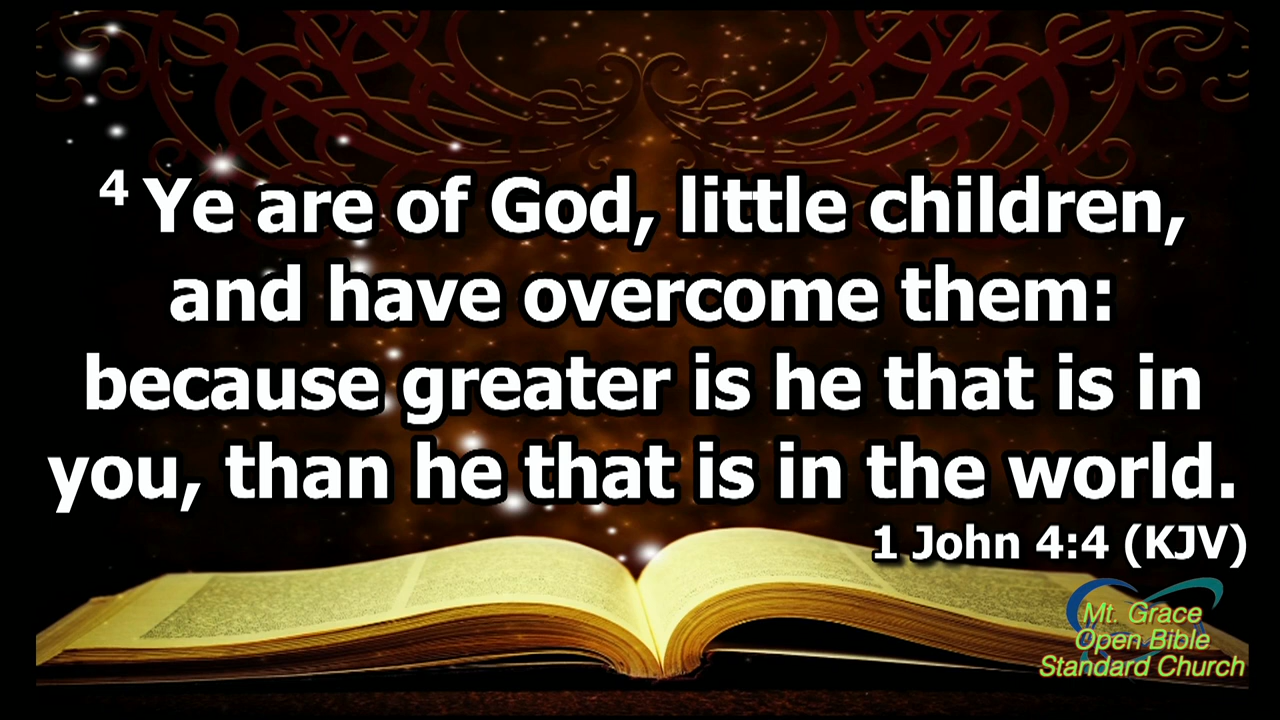 4 Ye are of God, little children,
and have overcome them:
because greater is he that is in
you, than he that is in the world.
1 John 4:4 (KJV)
Mt. Grace
Open Bible
Standard Church